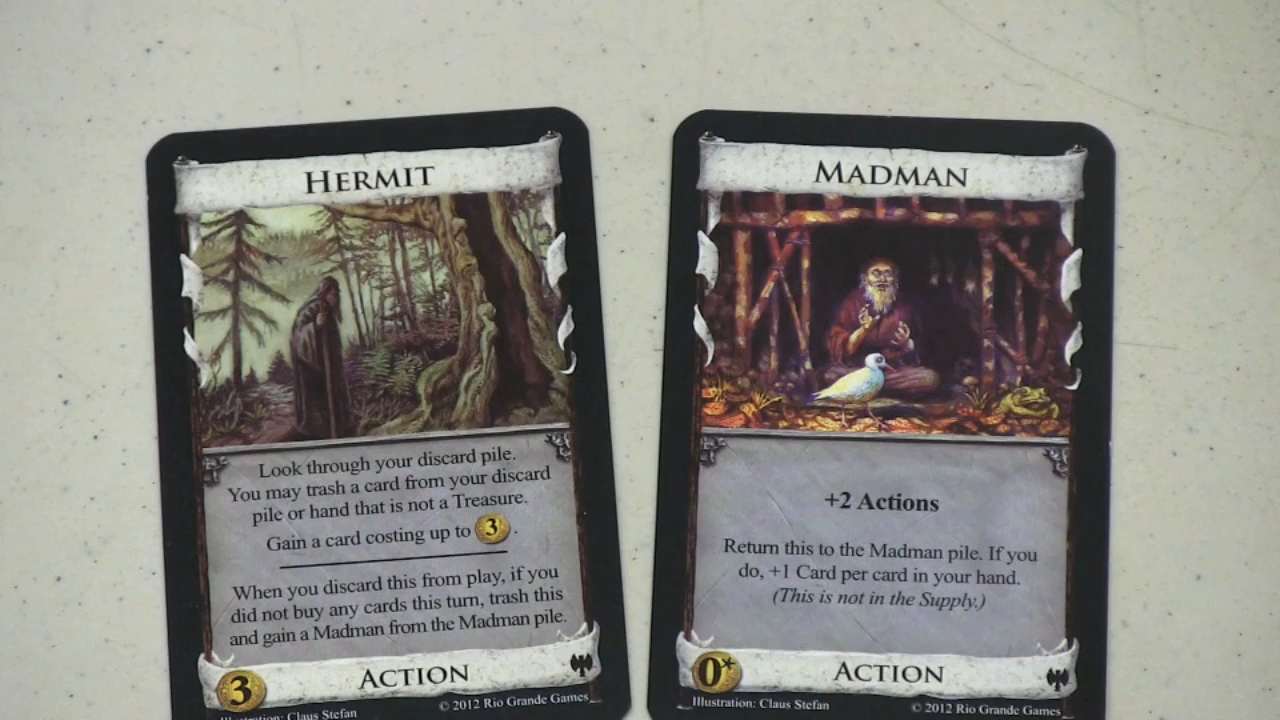 HERMIT
Look through your discard pile.
You may trash a card from your discard
pile or hand that is not a Treasure.
Gain a card costing up to 3.
When you discard this from play, if you
did not buy any cards this turn, trash this
and gain a Madman from the Madman pile.
3 ACTION
Illustration: Claus Stefan © 2012 Rio Grande Games
MADMAN
+2 Actions
Return this to the Madman pile. If you
do, +1 Card per card in your hand.
(This is not in the Supply.)
0* ACTION
Illustration: Claus Stefan © 2012 Rio Grande Games